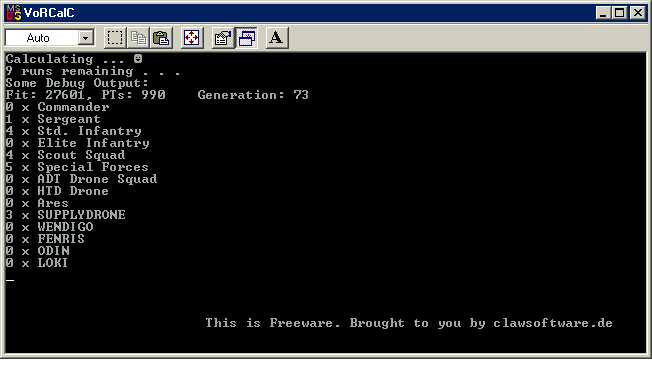 VoRCalC
Auto
A
Calculating ...
9 runs remaining . . .
Some Debug Output:
Fit: 27601, PTs: 990    Generation: 73
0 x Commander
1 x Sergeant
4 x Std. Infantry
0 x Elite Infantry
4 x Scout Squad
5 x Special Forces
0 x ADT Drone Squad
0 x HTD Drone
0 x Ares
3 x SUPPLYDRONE
0 x WENDIGO
0 x FENRIS
0 x ODIN
0 x LOKI
This is Freeware. Brought to you by clawsoftware.de